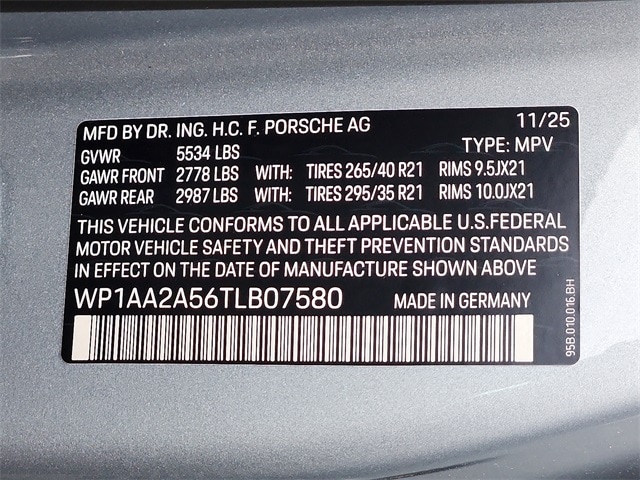 MFD BY DR. ING. H.C. F. PORSCHE AG 11/25
GVWR 5534 LBS TYPE: MPV
GAWR FRONT 2778 LBS WITH: TIRES 265/40 R21 RIMS 9.5JX21
GAWR REAR 2987 LBS WITH: TIRES 295/35 R21 RIMS 10.0JX21
THIS VEHICLE CONFORMS TO ALL APPLICABLE U.S.FEDERAL
MOTOR VEHICLE SAFETY AND THEFT PREVENTION STANDARDS
IN EFFECT ON THE DATE OF MANUFACTURE SHOWN ABOVE
WP1AA2A56TLB07580 MADE IN GERMANY
95B.010.016.BH